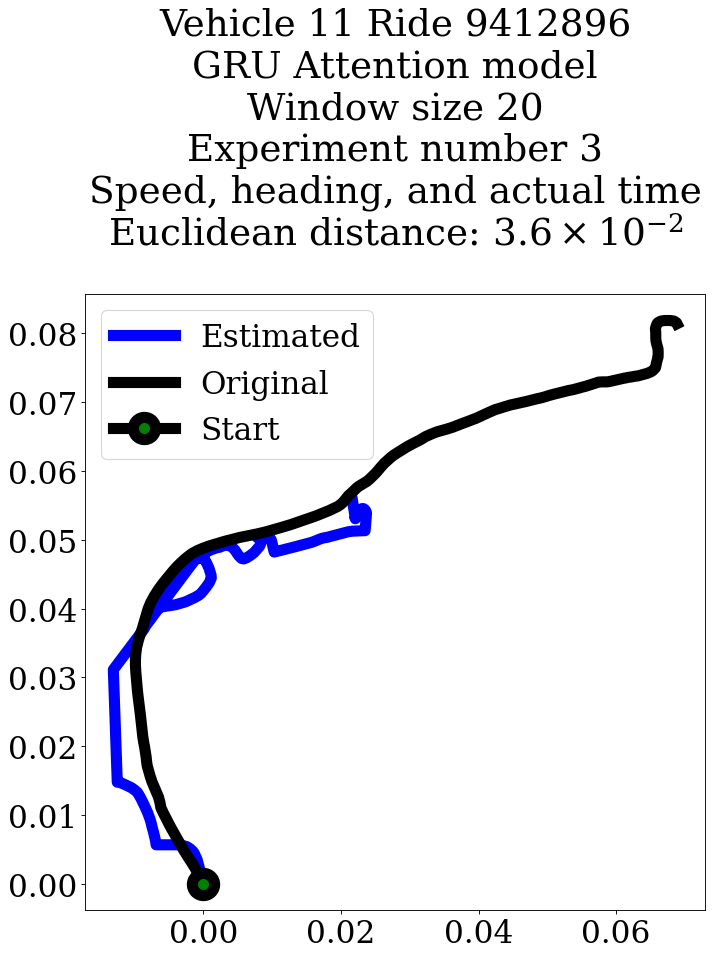 Vehicle 11 Ride 9412896
GRU Attention model
Window size 20
Experiment number 3
Speed, heading, and actual time
Euclidean distance: 3.6 × 10⁻²
Estimated
Original
Start
0.08
0.07
0.06
0.05
0.04
0.03
0.02
0.01
0.00
0.00 0.02 0.04 0.06